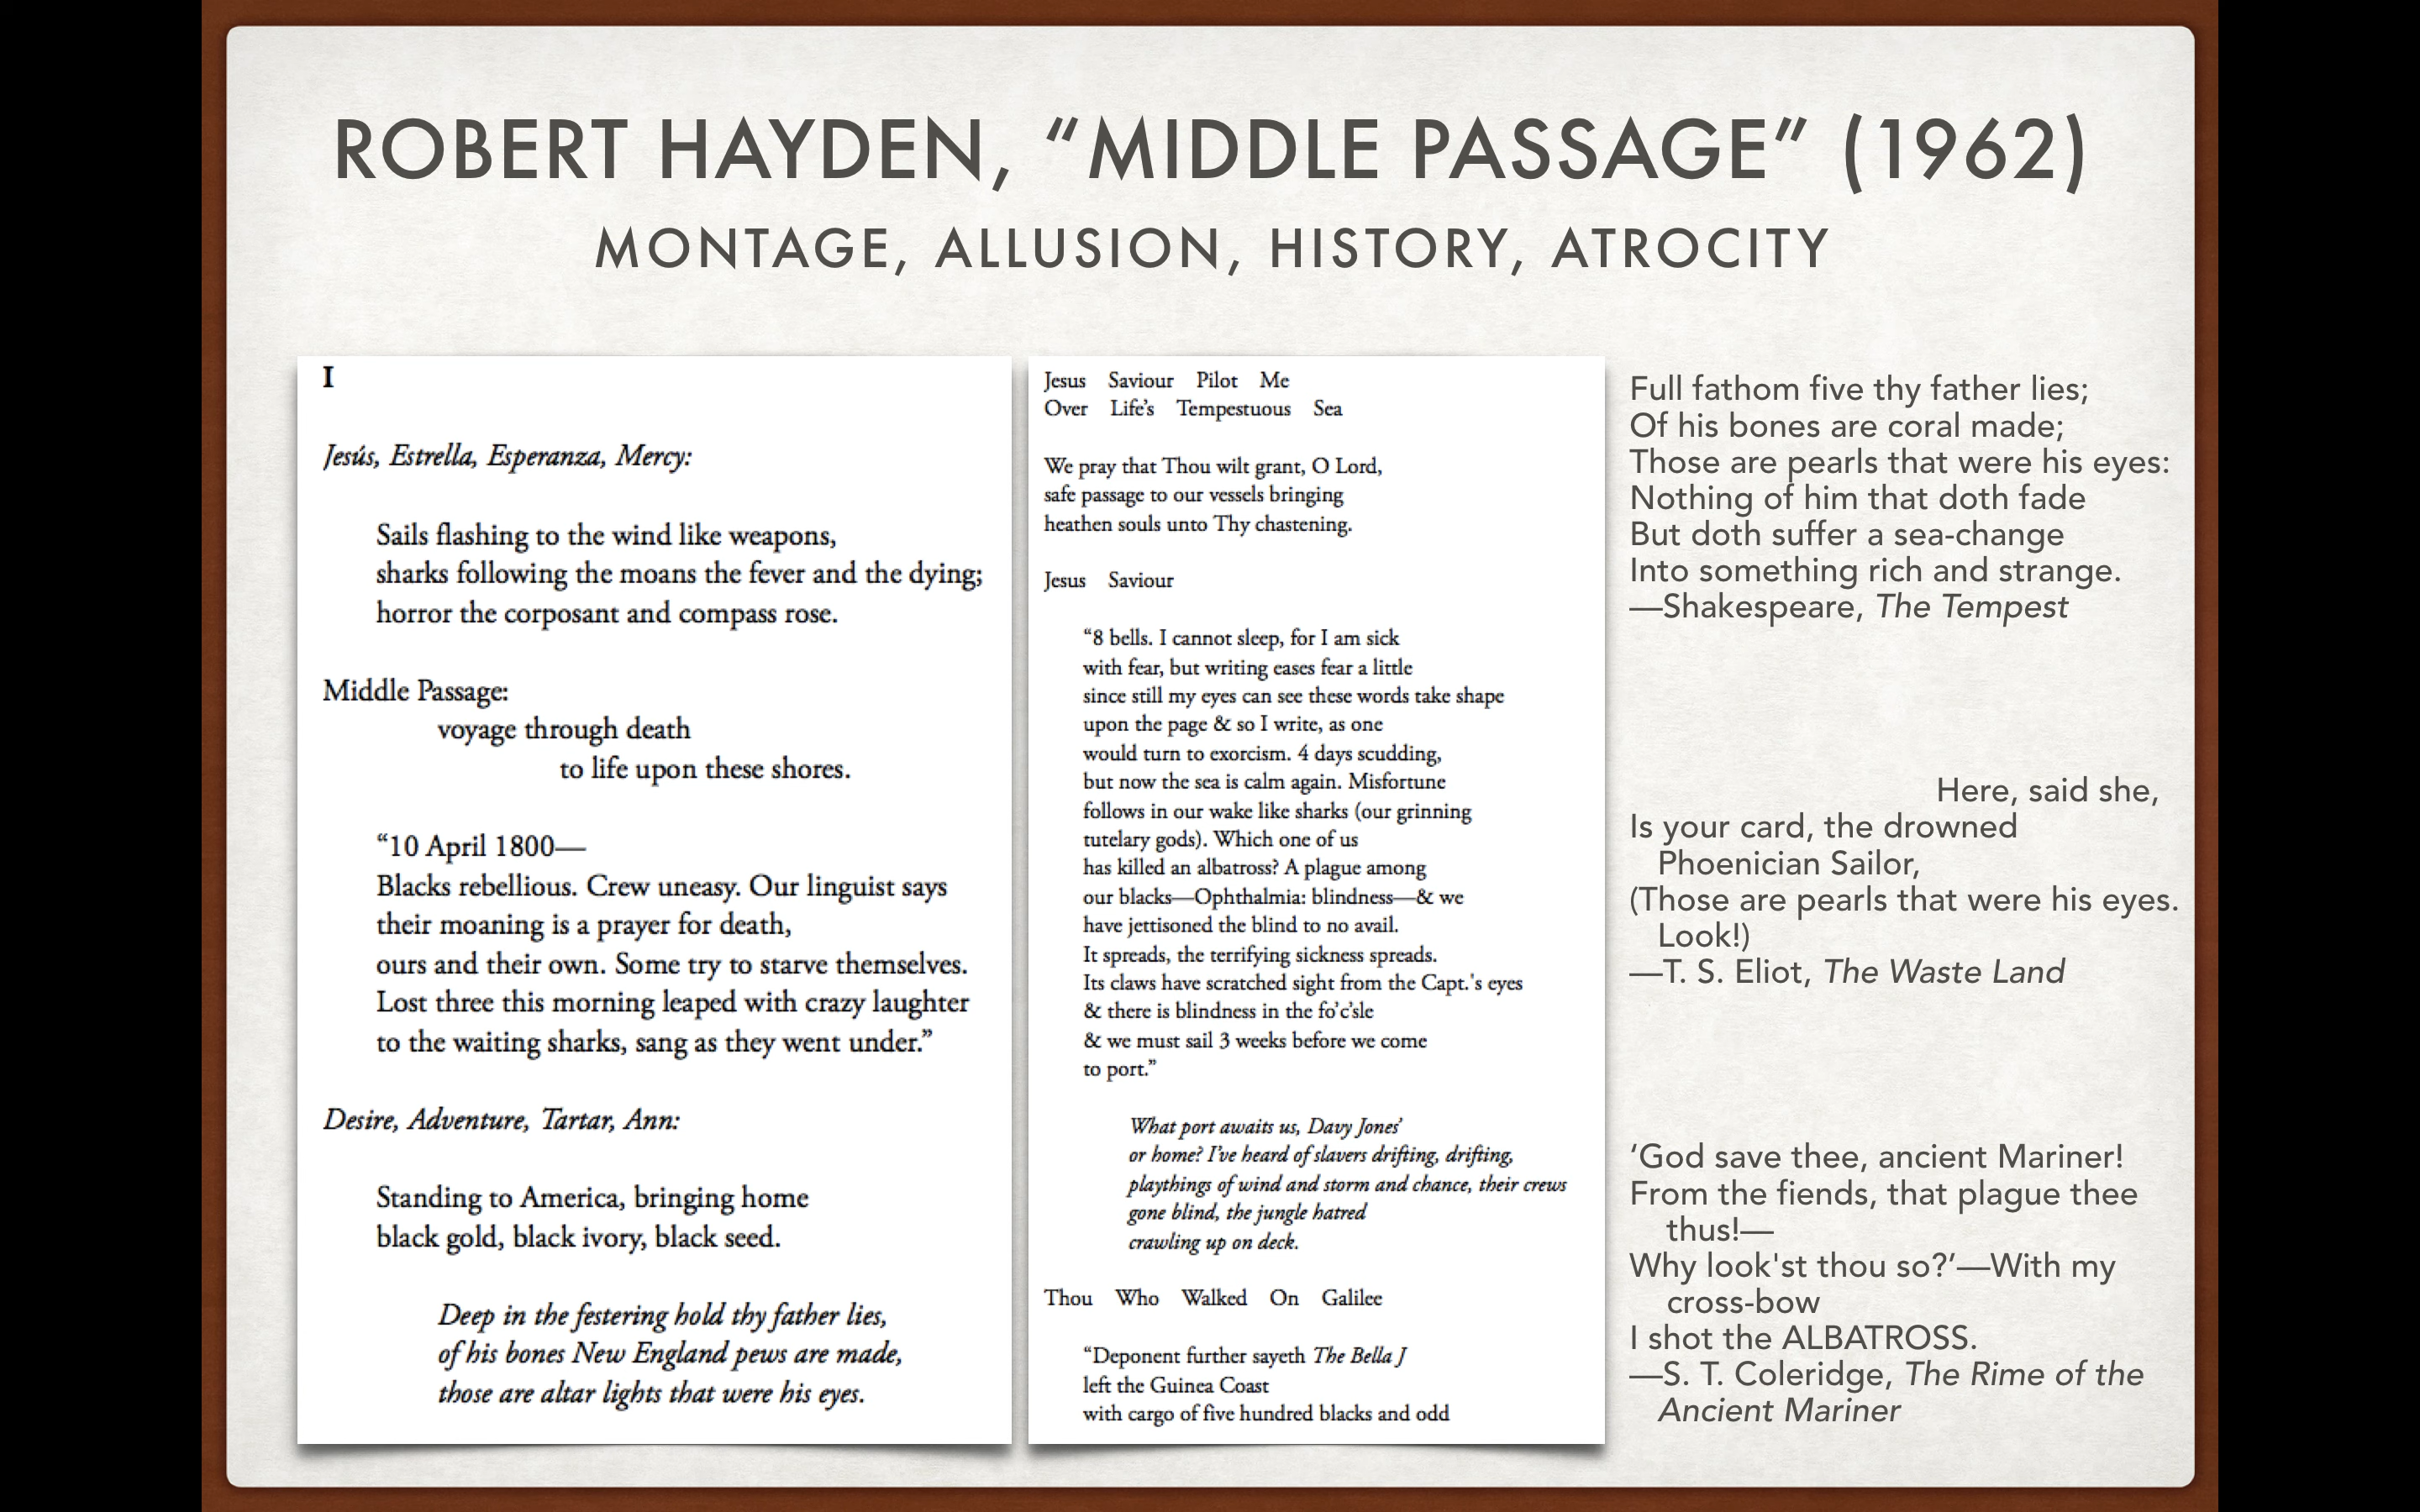 ROBERT HAYDEN, “MIDDLE PASSAGE” (1962)
MONTAGE, ALLUSION, HISTORY, ATROCITY
I
Jesús, Estrella, Esperanza, Mercy:
Sails flashing to the wind like weapons,
sharks following the moans the fever and the dying;
horror the corposant and compass rose.
Middle Passage:
voyage through death
to life upon these shores.
“10 April 1800—
Blacks rebellious. Crew uneasy. Our linguist says
their moaning is a prayer for death,
ours and their own. Some try to starve themselves.
Lost three this morning leaped with crazy laughter
to the waiting sharks, sang as they went under.”
Desire, Adventure, Tartar, Ann:
Standing to America, bringing home
black gold, black ivory, black seed.
Deep in the festering hold thy father lies,
of his bones New England pews are made,
those are altar lights that were his eyes.
Jesus Saviour Pilot Me
Over Life’s Tempestuous Sea
We pray that Thou wilt grant, O Lord,
safe passage to our vessels bringing
heathen souls unto Thy chastening.
Jesus Saviour
“8 bells. I cannot sleep, for I am sick
with fear, but writing eases fear a little
since still my eyes can see these words take shape
upon the page & so I write, as one
would turn to exorcism. 4 days scudding,
but now the sea is calm again. Misfortune
follows in our wake like sharks (our grinning
tutelary gods). Which one of us
has killed an albatross? A plague among
our blacks—Ophthalmia: blindness—& we
have jettisoned the blind to no avail.
It spreads, the terrifying sickness spreads.
Its claws have scratched sight from the Capt.'s eyes
& there is blindness in the fo’c’sle
& we must sail 3 weeks before we come
to port.”
What port awaits us, Davy Jones’
or home? I’ve heard of slavers drifting, drifting,
playthings of wind and storm and chance, their crews
gone blind, the jungle hatred
crawling up on deck.
Thou Who Walked On Galilee
“Deponent further sayeth The Bella J
left the Guinea Coast
with cargo of five hundred blacks and odd
Full fathom five thy father lies;
Of his bones are coral made;
Those are pearls that were his eyes:
Nothing of him that doth fade
But doth suffer a sea-change
Into something rich and strange.
—Shakespeare, The Tempest
Here, said she,
Is your card, the drowned
Phoenician Sailor,
(Those are pearls that were his eyes.
Look!)
—T. S. Eliot, The Waste Land
‘God save thee, ancient Mariner!
From the fiends, that plague thee
thus!—
Why look'st thou so?’—With my
cross-bow
I shot the ALBATROSS.
—S. T. Coleridge, The Rime of the
Ancient Mariner